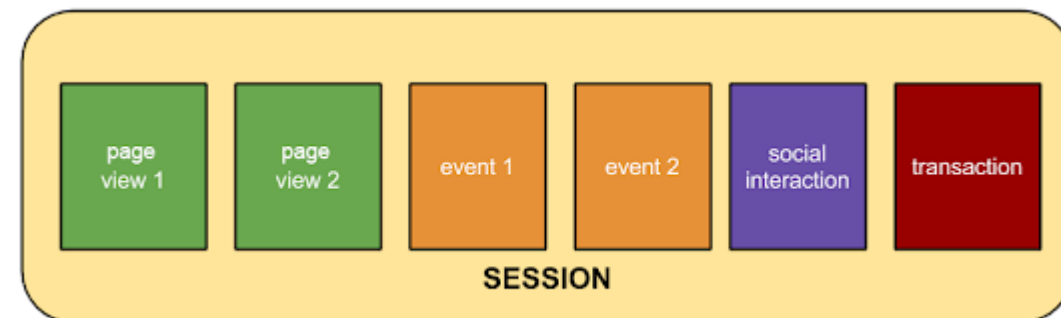 page
view 1
page
view 2
event 1
event 2
social
interaction
transaction
SESSION